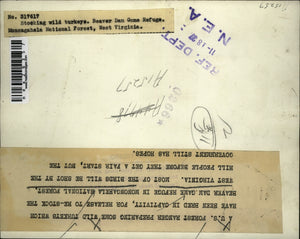 No. 317617
Stocking wild turkeys. Beaver Dam Game Refuge.
Monongahela National Forest, West Virginia.
REF. DEPT
N. E. A.
A FOREST RANGER PREPARING SOME WILD TURKEYS WHICH
HAVE BEEN BRED IN CAPTIVITY, FOR RELEASE TO RE-STOCK THE
BEAVER DAM GAME REFUGE IN MONONGAHELA NATIONAL FOREST,
WEST VIRGINIA. MOST OF THE BIRDS WILL BE SHOT BY THE
HILL PEOPLE BEFORE THEY GET A FAIR START, BUT THE
GOVERNMENT STILL HAS HOPES.